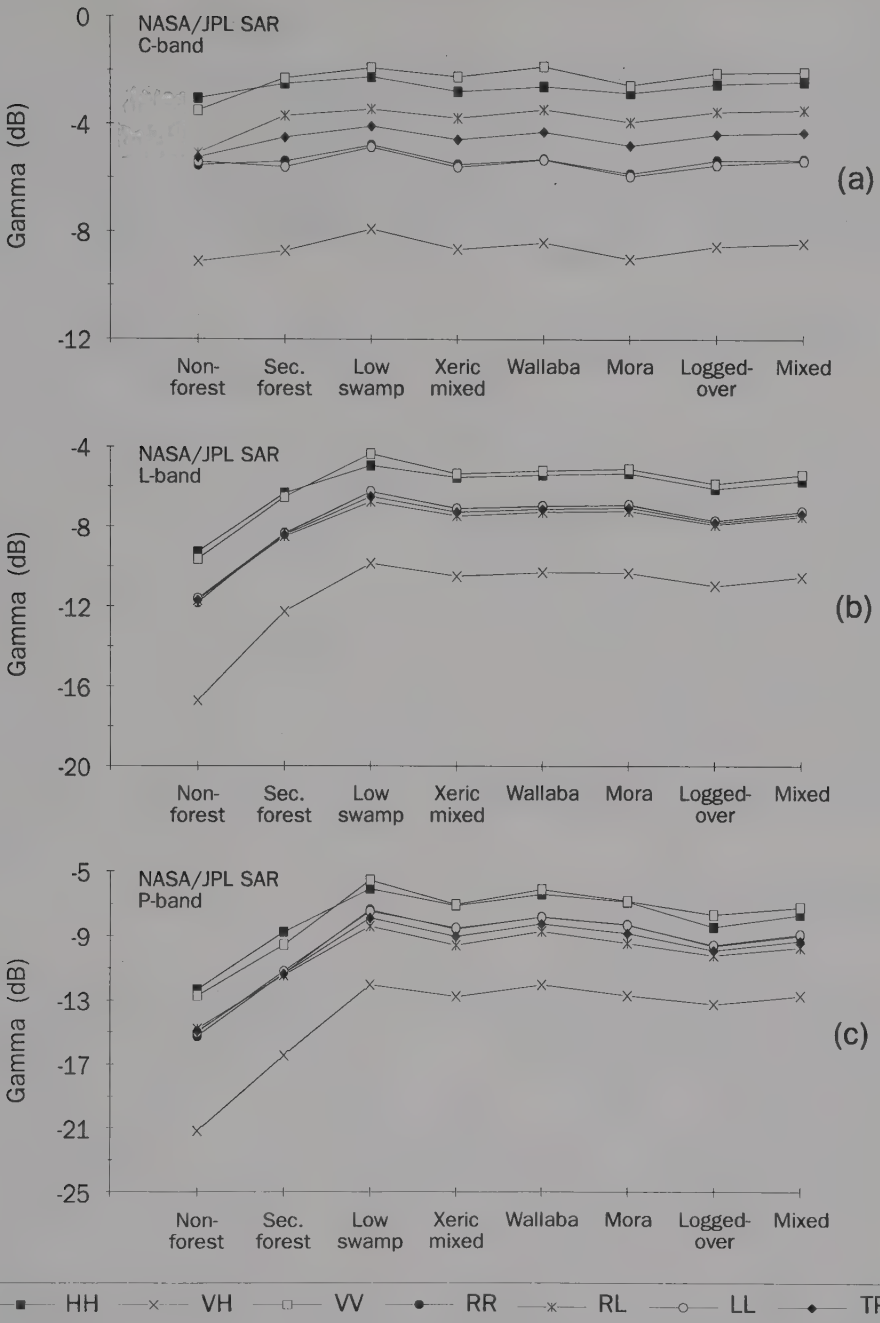 NASA/JPL SAR
C-band
Gamma (dB)
0
-4
-8
-12
(a)
Non-forest
Sec. forest
Low swamp
Xeric mixed
Wallaba
Mora
Logged-over
Mixed
NASA/JPL SAR
L-band
Gamma (dB)
-4
-8
-12
-16
-20
(b)
Non-forest
Sec. forest
Low swamp
Xeric mixed
Wallaba
Mora
Logged-over
Mixed
NASA/JPL SAR
P-band
Gamma (dB)
-5
-9
-13
-17
-21
-25
(c)
Non-forest
Sec. forest
Low swamp
Xeric mixed
Wallaba
Mora
Logged-over
Mixed
HH VH VV RR RL LL